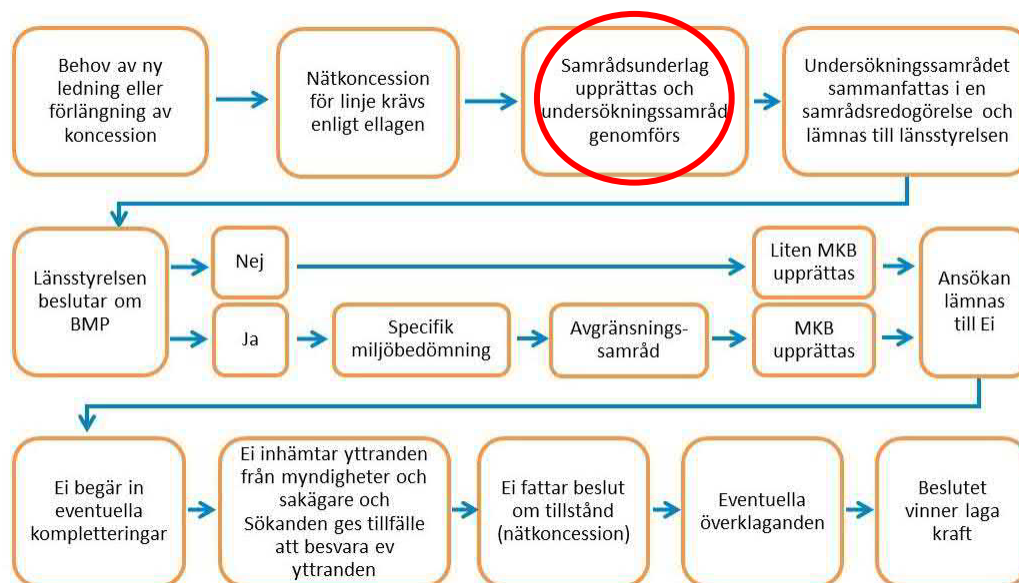 Behov av ny
ledning eller
förlängning av
koncession
Nätkoncession
för linje krävs
enligt ellagen
Samrådsunderlag
upprättas och
undersökningssamråd
genomförs
Undersökningssamrådet
sammanfattas i en
samrådsredogörelse och
lämnas till länsstyrelsen
Länsstyrelsen
beslutar om
BMP
Nej
Liten MKB
upprättas
Ja
Specifik
miljöbedömning
Avgränsnings-
samråd
MKB
upprättas
Ansökan
lämnas
till Ei
Ei begär in
eventuella
kompletteringar
Ei inhämtar yttranden
från myndigheter och
sakägare och
Sökanden ges tillfälle
att besvara ev
yttranden
Ei fattar beslut
om tillstånd
(nätkoncession)
Eventuella
överklaganden
Beslutet
vinner laga
kraft